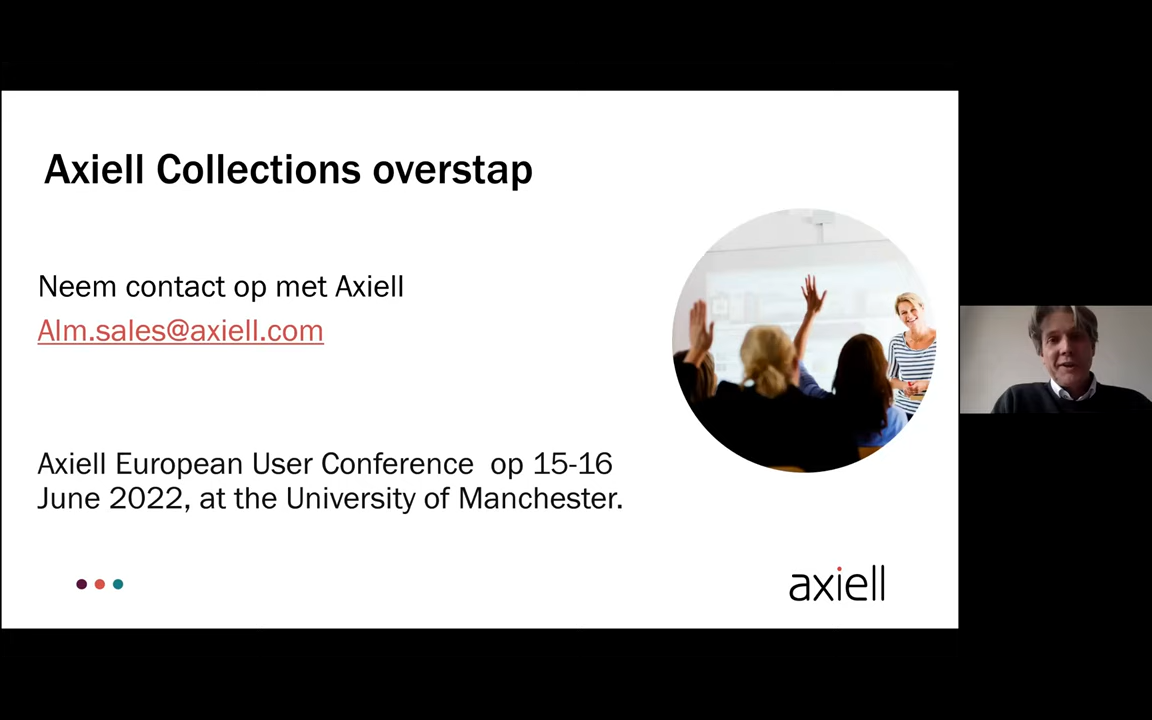 Axiell Collections overstap
Neem contact op met Axiell
Alm.sales@axiell.com
Axiell European User Conference  op 15-16
June 2022, at the University of Manchester.
axiell